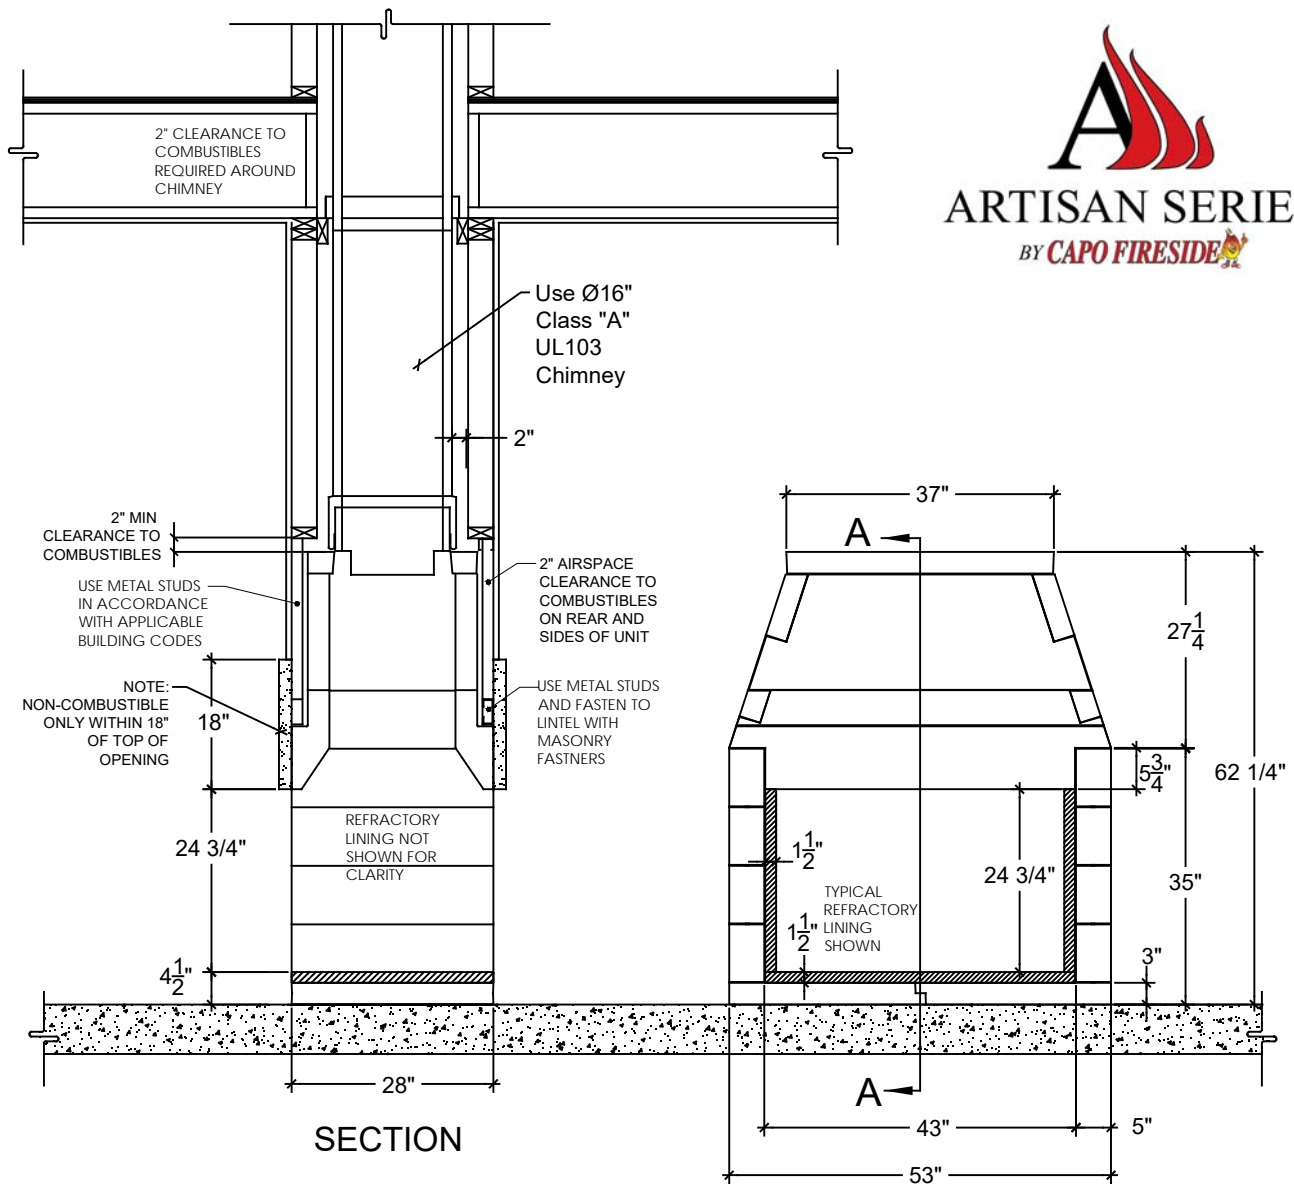 2" CLEARANCE TO
COMBUSTIBLES
REQUIRED AROUND
CHIMNEY
A
ARTISAN SERIE
BY CAPO FIRESIDE
Use Ø16"
Class "A"
UL103
Chimney
2"
2" MIN
CLEARANCE TO
COMBUSTIBLES
USE METAL STUDS
IN ACCORDANCE
WITH APPLICABLE
BUILDING CODES
NOTE:
NON-COMBUSTIBLE
ONLY WITHIN 18"
OF TOP OF
OPENING
18"
2" AIRSPACE
CLEARANCE TO
COMBUSTIBLES
ON REAR AND
SIDES OF UNIT
USE METAL STUDS
AND FASTEN TO
LINTEL WITH
MASONRY
FASTNERS
24 3/4"
REFRACTORY
LINING NOT
SHOWN FOR
CLARITY
4 1/2"
28"
SECTION
37"
A
27 1/4
5 3/4"
62 1/4"
1 1/2"
24 3/4"
35"
TYPICAL
REFRACTORY
LINING
SHOWN
1 1/2"
3"
A
43"
5"
53"